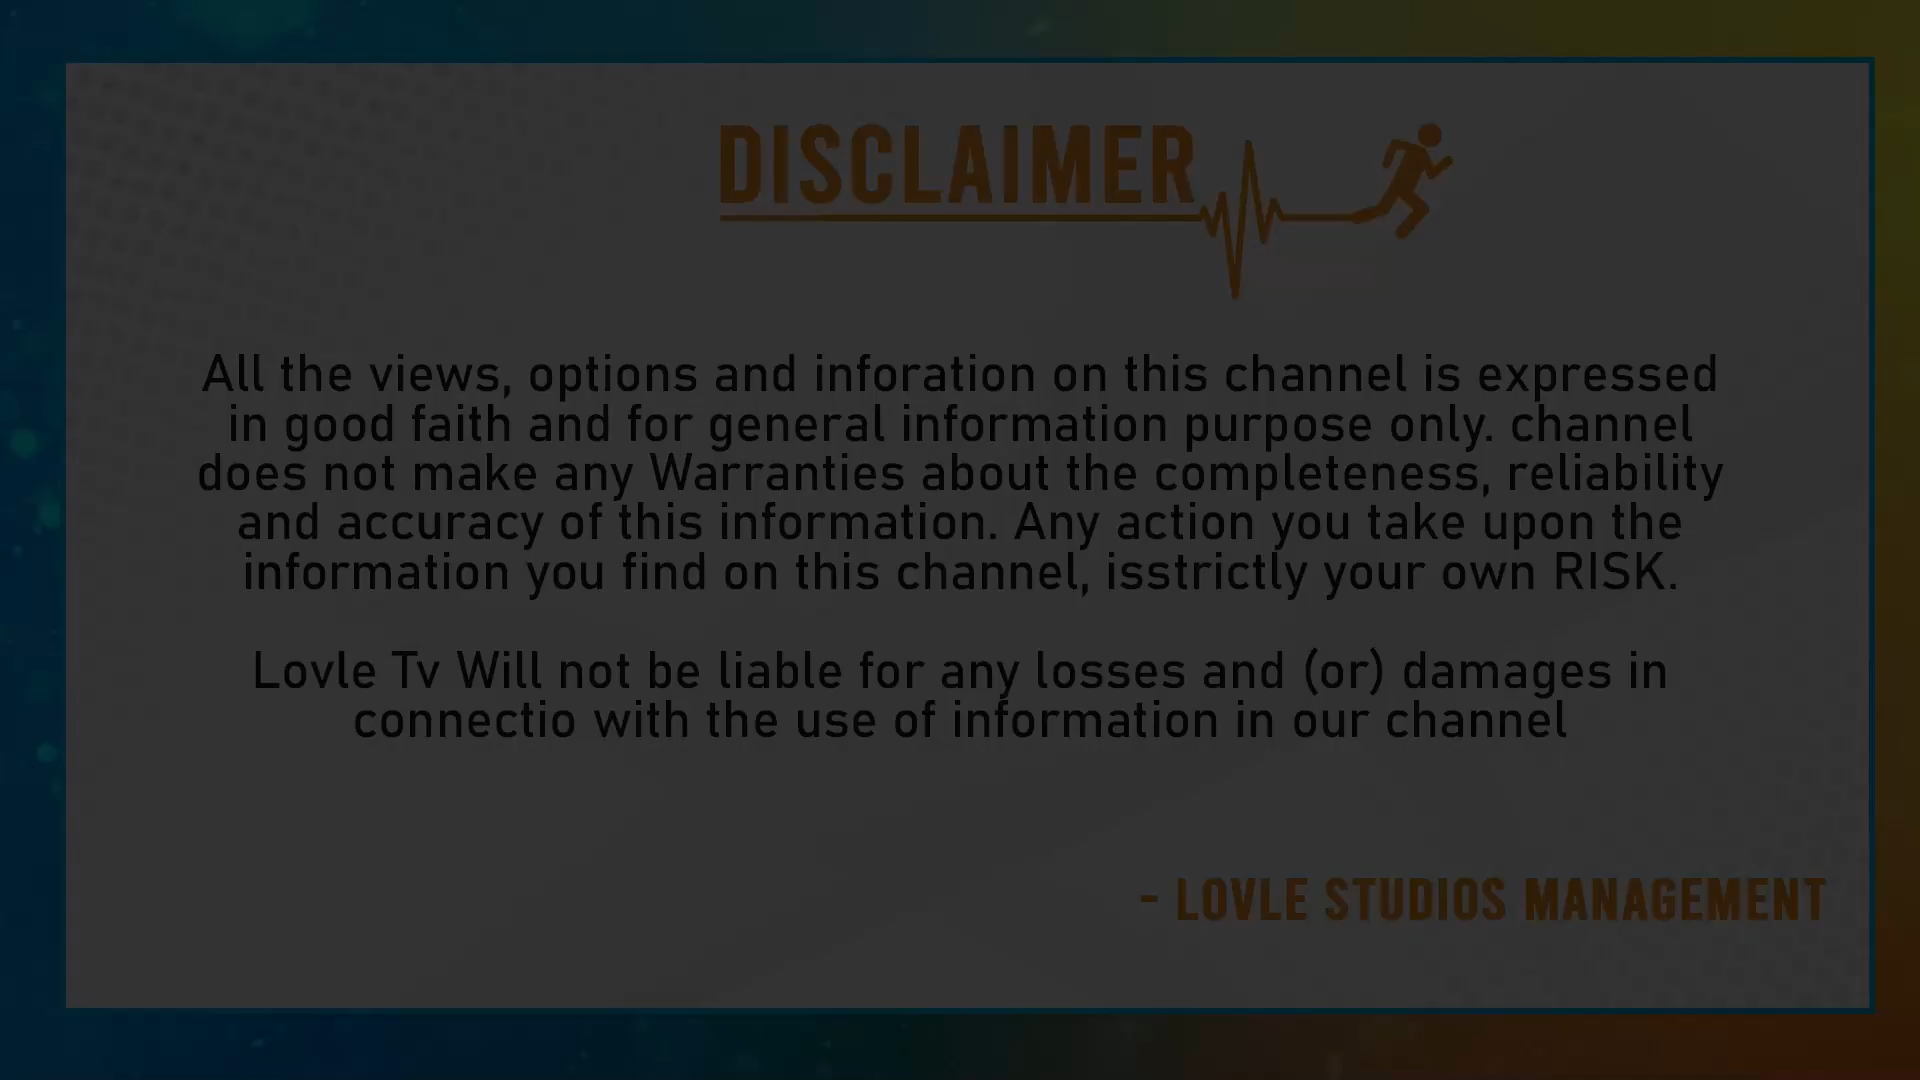 DISCLAIMER
All the views, options and inforation on this channel is expressed
in good faith and for general information purpose only. channel
does not make any Warranties about the completeness, reliability
and accuracy of this information. Any action you take upon the
information you find on this channel, isstrictly your own RISK.
Lovle Tv Will not be liable for any losses and (or) damages in
connectio with the use of information in our channel
- LOVLE STUDIOS MANAGEMENT